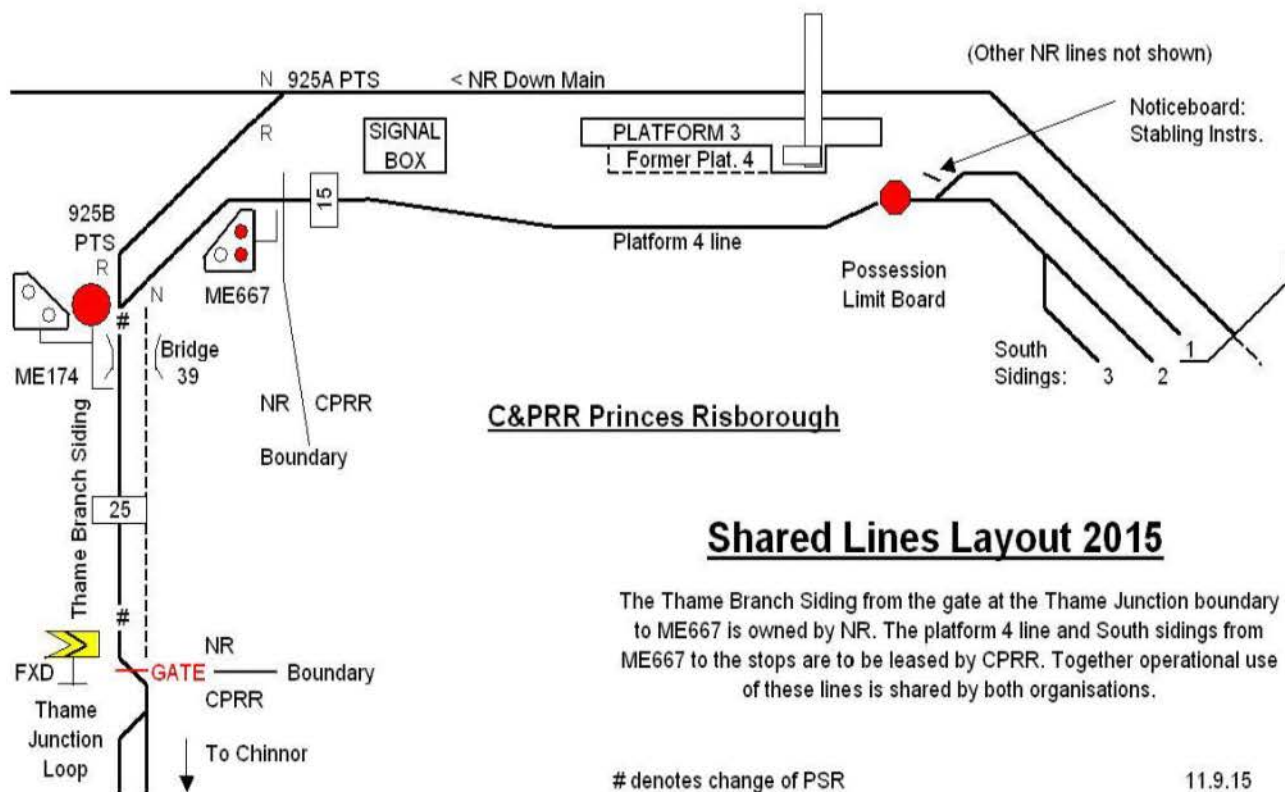 (Other NR lines not shown)
N 925A PTS < NR Down Main
R
Noticeboard:
Stabling Instrs.
SIGNAL
BOX
PLATFORM 3
Former Plat. 4
15
925B
PTS
R
N
ME667
Platform 4 line
Possession
Limit Board
ME174
Bridge
39
South
Sidings: 3 2 1
NR CPRR
Boundary
C&PRR Princes Risborough
#
Thame Branch Siding
25
#
Shared Lines Layout 2015
The Thame Branch Siding from the gate at the Thame Junction boundary
to ME667 is owned by NR. The platform 4 line and South sidings from
ME667 to the stops are to be leased by CPRR. Together operational use
of these lines is shared by both organisations.
FXD
NR
GATE Boundary
CPRR
Thame
Junction
Loop
To Chinnor
# denotes change of PSR
11.9.15